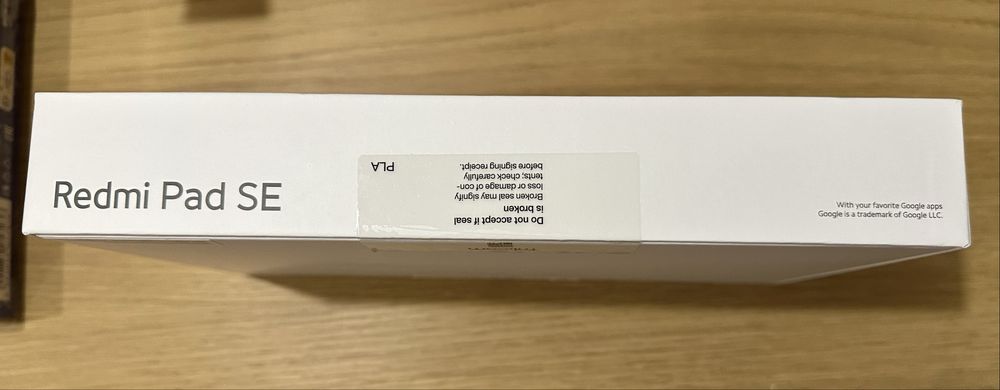 Redmi Pad SE
Do not accept if seal
is broken
Broken seal may signify
loss or damage of con-
tents; check carefully
before signing receipt.
PLA
With your favorite Google apps
Google is a trademark of Google LLC.